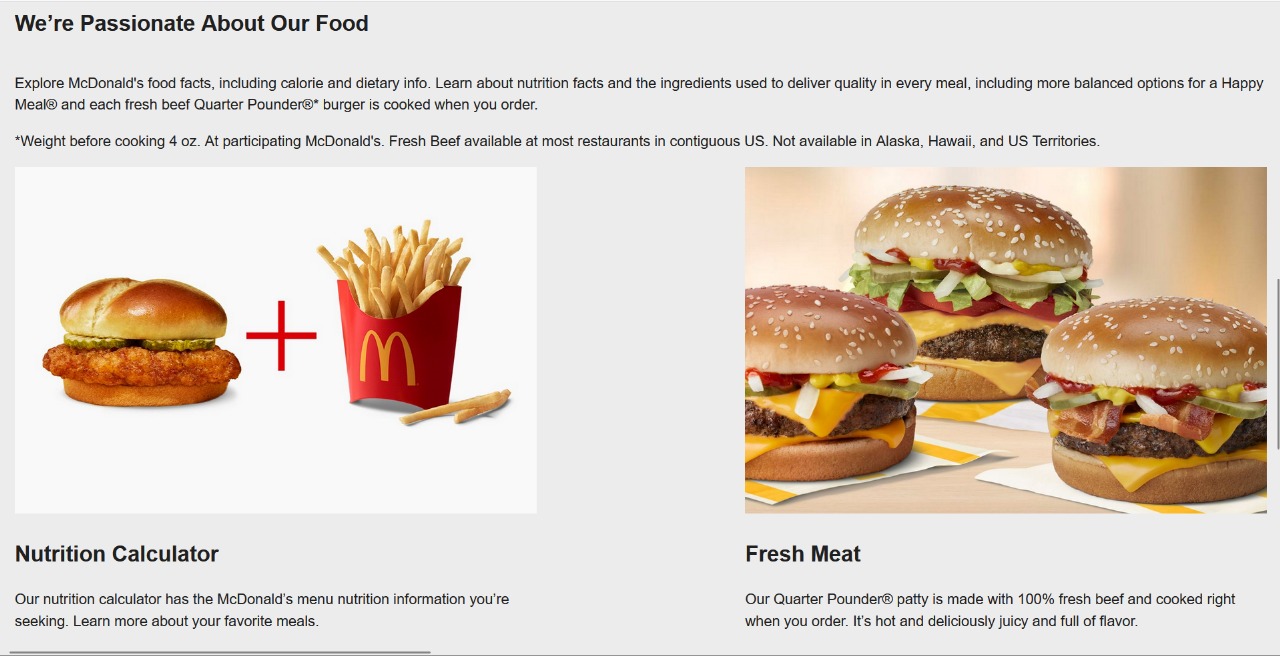 We’re Passionate About Our Food
Explore McDonald's food facts, including calorie and dietary info. Learn about nutrition facts and the ingredients used to deliver quality in every meal, including more balanced options for a Happy
Meal® and each fresh beef Quarter Pounder®* burger is cooked when you order.
*Weight before cooking 4 oz. At participating McDonald's. Fresh Beef available at most restaurants in contiguous US. Not available in Alaska, Hawaii, and US Territories.
Nutrition Calculator
Our nutrition calculator has the McDonald’s menu nutrition information you’re
seeking. Learn more about your favorite meals.
Fresh Meat
Our Quarter Pounder® patty is made with 100% fresh beef and cooked right
when you order. It’s hot and deliciously juicy and full of flavor.